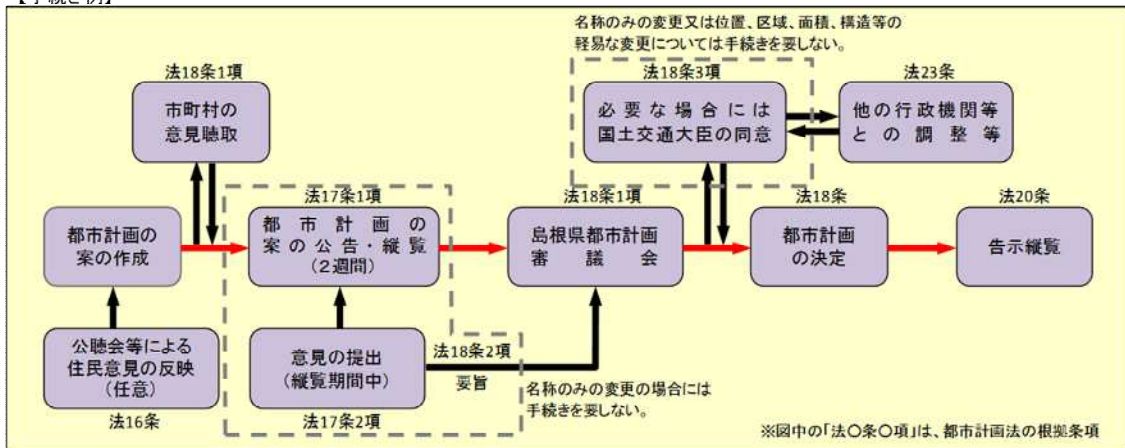 【手続き例】
名称のみの変更又は位置、区域、面積、構造等の
軽易な変更については手続きを要しない。
法18条1項
市町村の
意見聴取
法18条3項
必要な場合には
国土交通大臣の同意
法23条
他の行政機関等
との調整等
都市計画の
案の作成
法17条1項
都市計画の
案の公告・縦覧
(2週間)
法18条1項
島根県都市計画
審議会
法18条
都市計画
の決定
法20条
告示縦覧
公聴会等による
住民意見の反映
(任意)
法16条
意見の提出
(縦覧期間中)
法17条2項
法18条2項
要旨
名称のみの変更の場合には
手続きを要しない。
※図中の「法〇条〇項」は、都市計画法の根拠条項